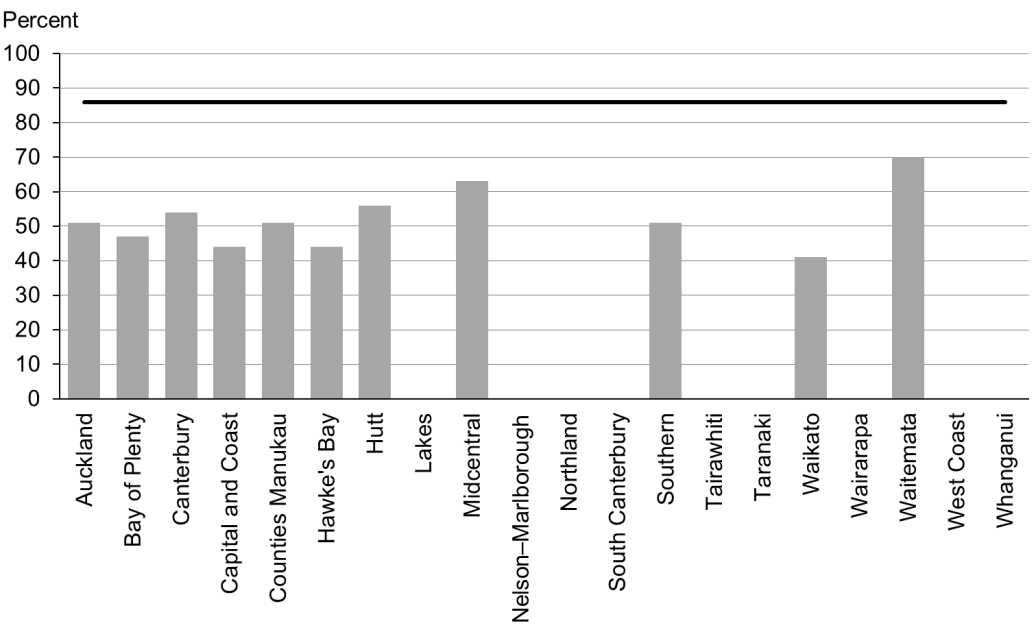 Percent
100
90
80
70
60
50
40
30
20
10
0
Auckland
Bay of Plenty
Canterbury
Capital and Coast
Counties Manukau
Hawke's Bay
Hutt
Lakes
Midcentral
Nelson–Marlborough
Northland
South Canterbury
Southern
Tairawhiti
Taranaki
Waikato
Wairarapa
Waitemata
West Coast
Whanganui